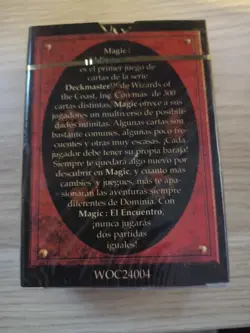 Magic :
es el primer juego de
cartas de la serie
Deckmaster™ de Wizards of
the Coast, inc. Con mas de 300
cartas distintas, Magic ofrece a sus
jugadores un multiverso de posibili-
dades infinitas. Algunas cartas son
bastante comunes, algunas poco fre-
cuentes y otras muy escasas. ¡Cada
jugador debe tener su propia baraja!
Siempre te quedará algo nuevo por
descubrir en Magic, y cuanto más
cambies y juegues, más te apa-
sionarán las aventuras siempre
diferentes de Dominia. Con
Magic : El Encuentro,
¡nunca jugarás
dos partidas
iguales!
WOC24004